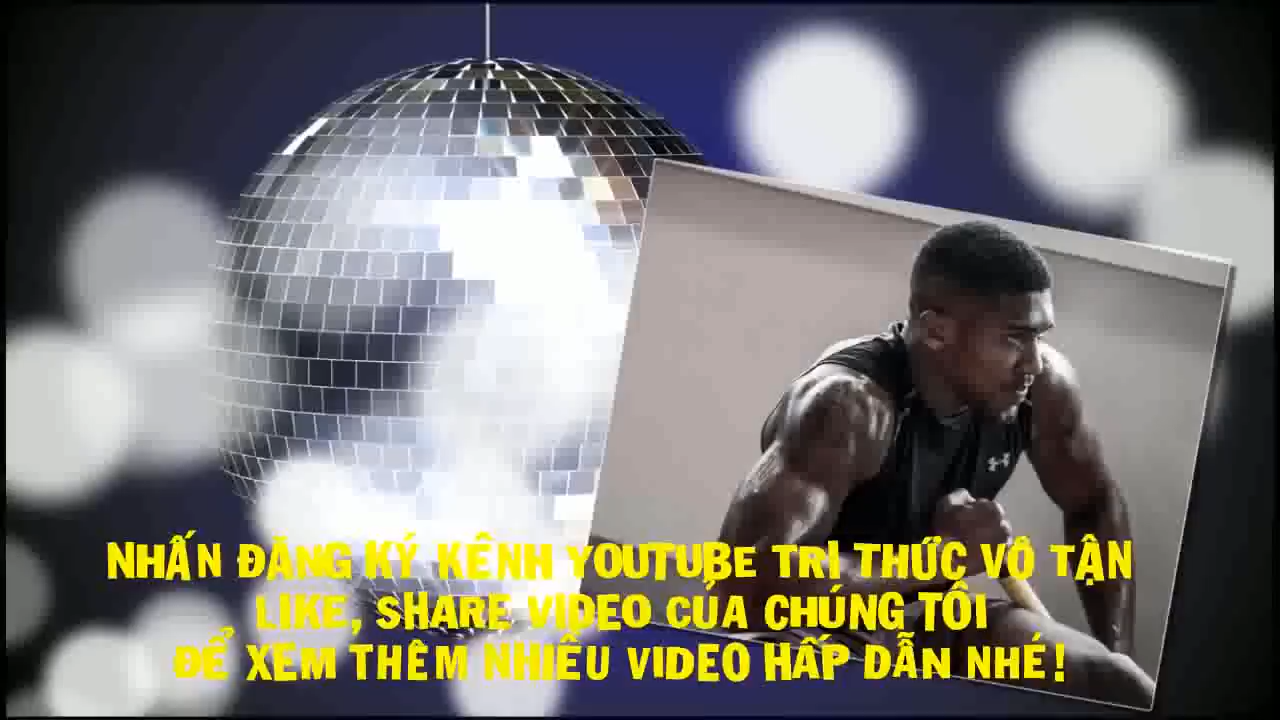 NHẤN ĐĂNG KÝ KÊNH YOUTUBE TRI THỨC VÔ TẬN
LIKE, SHARE VIDEO CỦA CHÚNG TÔI
ĐỂ XEM THÊM NHIỀU VIDEO HẤP DẪN NHÉ!